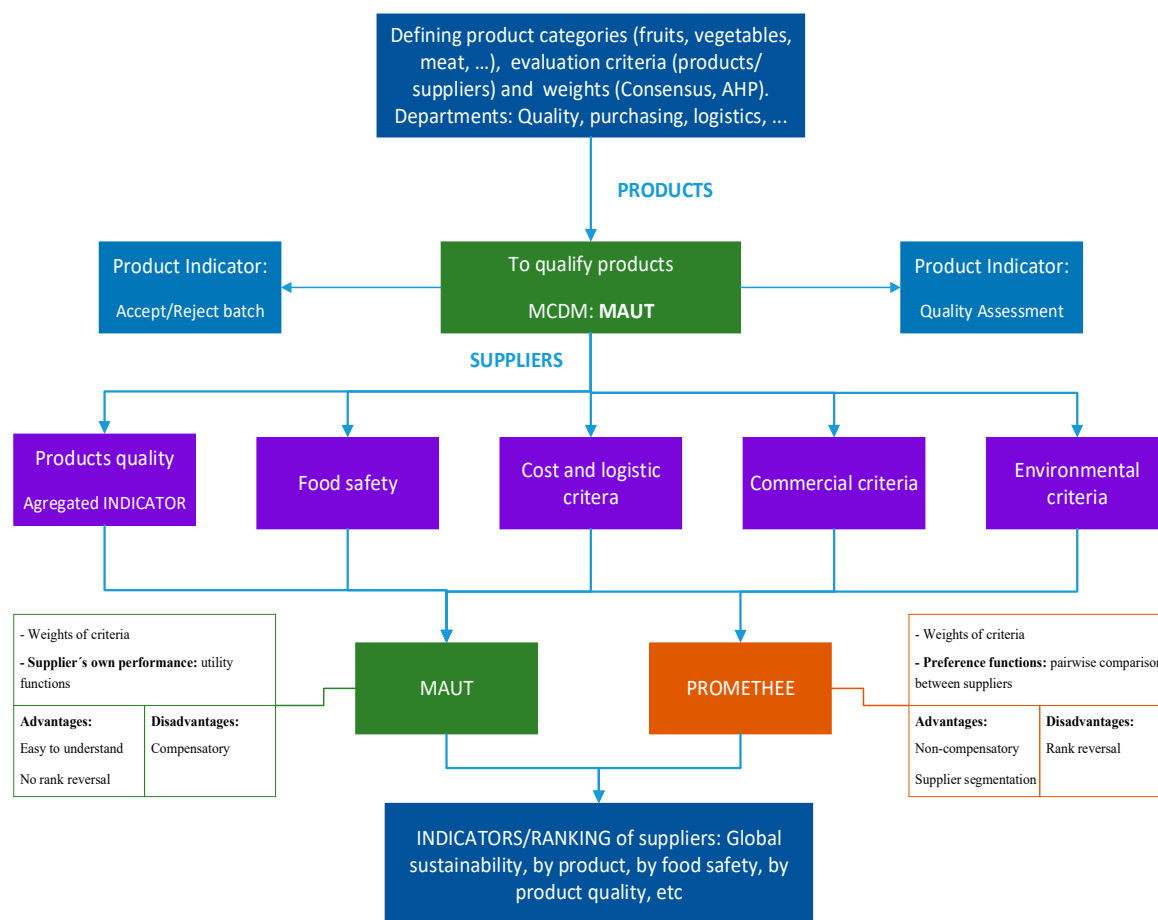 Defining product categories (fruits, vegetables,
meat, ...), evaluation criteria (products/
suppliers) and weights (Consensus, AHP).
Departments: Quality, purchasing, logistics, ...
PRODUCTS
Product Indicator:
Accept/Reject batch
To qualify products
MCDM: MAUT
Product Indicator:
Quality Assessment
SUPPLIERS
Products quality
Agregated INDICATOR
Food safety
Cost and logistic
critera
Commercial criteria
Environmental
criteria
- Weights of criteria
- Supplier´s own performance: utility
functions
Advantages:
Easy to understand
No rank reversal
Disadvantages:
Compensatory
MAUT
PROMETHEE
- Weights of criteria
- Preference functions: pairwise comparison
between suppliers
Advantages:
Non-compensatory
Supplier segmentation
Disadvantages:
Rank reversal
INDICATORS/RANKING of suppliers: Global
sustainability, by product, by food safety, by
product quality, etc